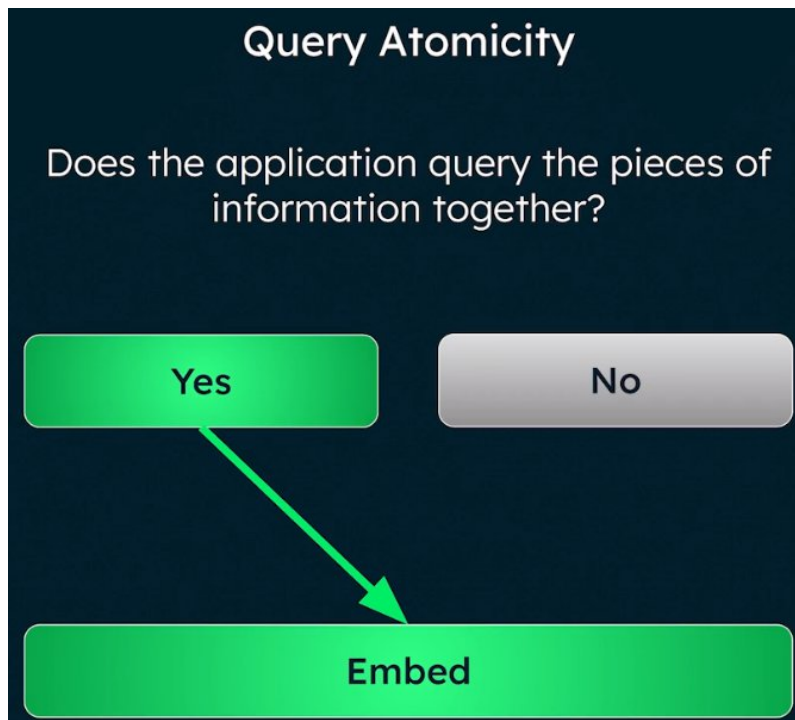 Query Atomicity
Does the application query the pieces of
information together?
Yes
No
Embed